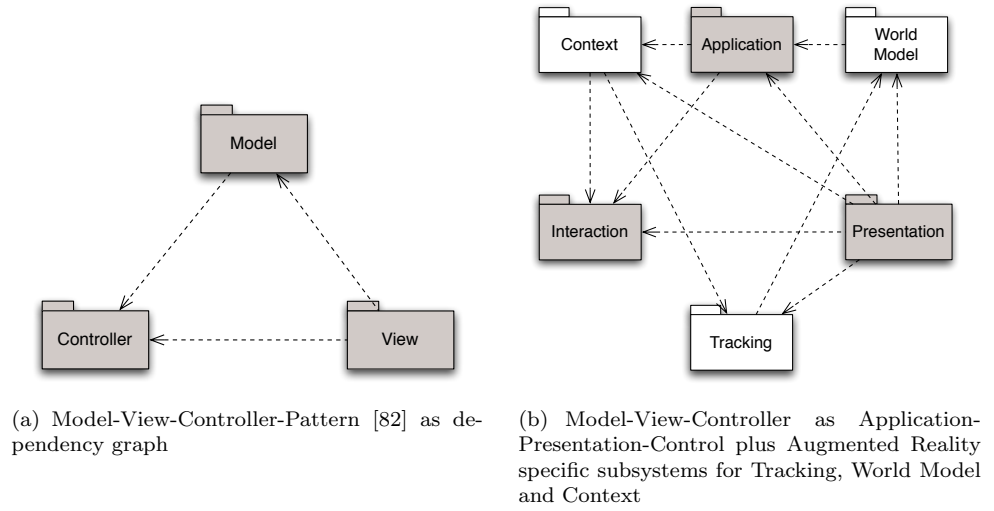 Model
Controller
View
(a) Model-View-Controller-Pattern [82] as de-
pendency graph
Context
Application
World
Model
Interaction
Presentation
Tracking
(b) Model-View-Controller as Application-
Presentation-Control plus Augmented Reality
specific subsystems for Tracking, World Model
and Context